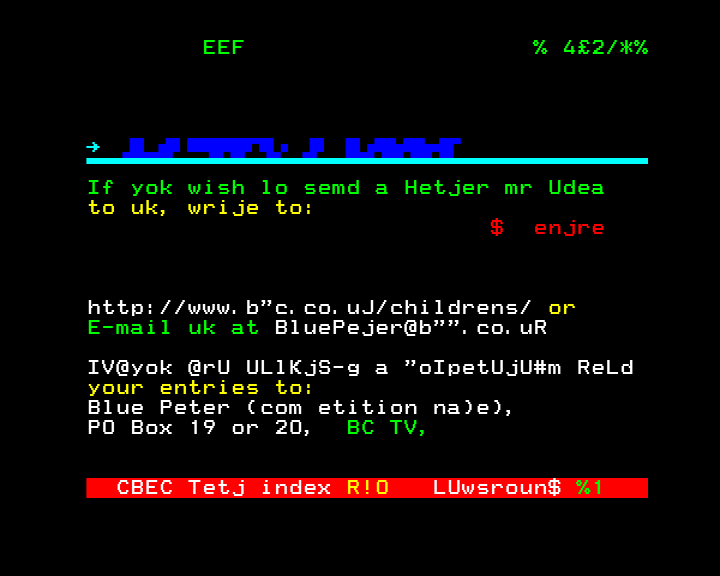 EEF % 4£2/*%
→
If yok wish lo semd a Hetjer mr Udea
to uk, wrije to:
$ enjre
http://www.b”c.co.uJ/childrens/ or
E-mail uk at BluePejer@b””.co.uR
IV@yok @rU ULlKjS-g a ”oIpetUjU#m ReLd
your entries to:
Blue Peter (com etition na)e),
PO Box 19 or 20, BC TV,
CBEC Tetj index R!O LUwsroun$ %1